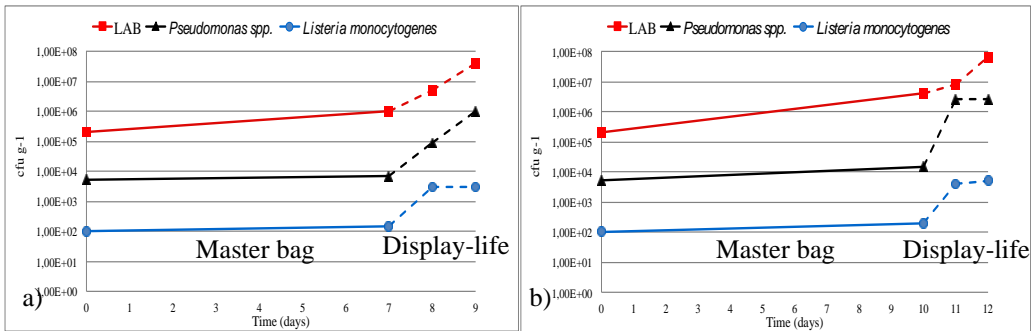 LAB Pseudomonas spp. Listeria monocytogenes
1,00E+08
1,00E+07
1,00E+06
1,00E+05
1,00E+04
1,00E+03
1,00E+02
1,00E+01
1,00E+00
cfu g-1
Master bag
Display-life
0 1 2 3 4 5 6 7 8 9
Time (days)
a)
LAB Pseudomonas spp. Listeria monocytogenes
1,00E+08
1,00E+07
1,00E+06
1,00E+05
1,00E+04
1,00E+03
1,00E+02
1,00E+01
1,00E+00
cfu g-1
Master bag
Display-life
0 1 2 3 4 5 6 7 8 9 10 11 12
Time (days)
b)